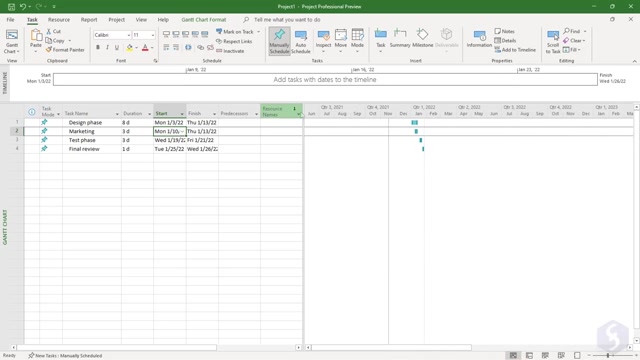 Project1 - Project Professional Preview
Task Resource Project View Help Gantt Chart Format Tell me what you want to do
Gantt Chart
Paste
Cut
Copy
Format Painter
Calibri 11
Mark on Track
Respect Links
Inactivate
Manually Schedule
Auto Schedule
Inspect
Move
Mode
Task
Summary
Milestone
Deliverable
Information
Notes
Details
Add to Timeline
Scroll to Task
View Clipboard Font Schedule Tasks Insert Properties Editing
TIMELINE
Start
Mon 1/3/22
Jan 9, '22 Jan 16, '22 Jan 23, '22
Add tasks with dates to the timeline
Finish
Wed 1/26/22
Task Mode Task Name Duration Start Finish Predecessors Resource Names
Qtr 3, 2021 Qtr 4, 2021 Qtr 1, 2022 Qtr 2, 2022 Qtr 3, 2022 Qtr 4, 2022
Jun Jul Aug Sep Oct Nov Dec Jan Feb Mar Apr May Jun Jul Aug Sep Oct Nov Dec Jan
1 Design phase 8 d Mon 1/3/22 Thu 1/13/22
2 Marketing 3 d Mon 1/10/ Thu 1/13/22
3 Test phase 3 d Wed 1/19/22 Fri 1/21/22
4 Final review 1 d Tue 1/25/22 Wed 1/26/22
GANTT CHART
Ready New Tasks : Manually Scheduled